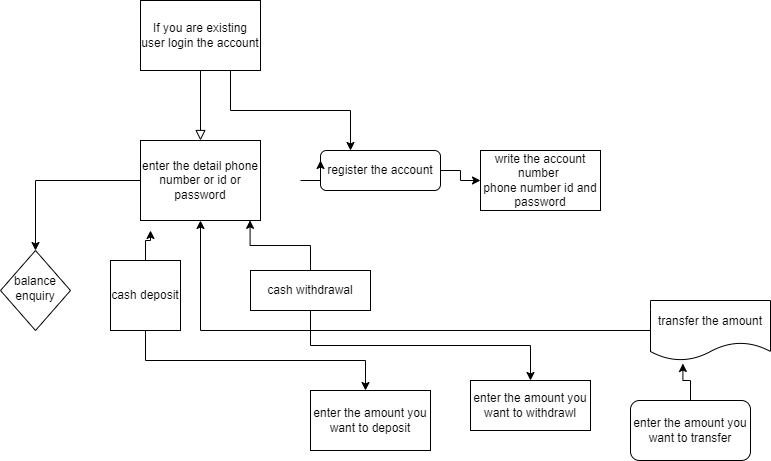 If you are existing
user login the account
enter the detail phone
number or id or
password
register the account
write the account
number
phone number id and
password
balance
enquiry
cash deposit
cash withdrawal
transfer the amount
enter the amount you
want to deposit
enter the amount you
want to withdrawl
enter the amount you
want to transfer